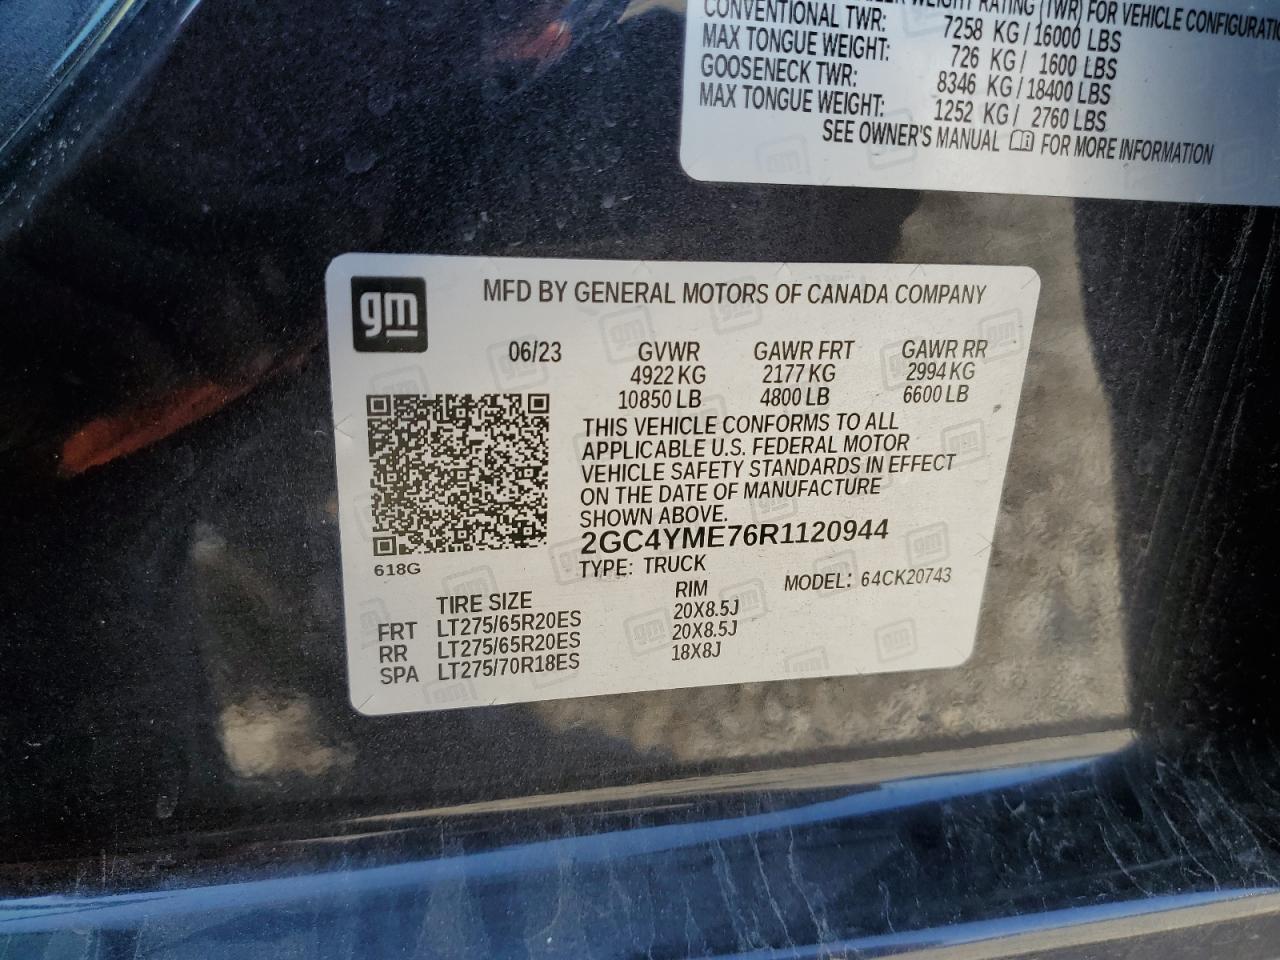 WEIGHT RATING (TWR) FOR VEHICLE
CONVENTIONAL TWR: 7258 KG/16000 LBS
MAX TONGUE WEIGHT: 726 KG/ 1600 LBS
GOOSENECK TWR: 8346 KG/18400 LBS
MAX TONGUE WEIGHT: 1252 KG/ 2760 LBS
SEE OWNER'S MANUAL FOR MORE INFORMATION
gm
MFD BY GENERAL MOTORS OF CANADA COMPANY
06/23 GVWR GAWR FRT GAWR RR
4922 KG 2177 KG 2994 KG
10850 LB 4800 LB 6600 LB
THIS VEHICLE CONFORMS TO ALL
APPLICABLE U.S. FEDERAL MOTOR
VEHICLE SAFETY STANDARDS IN EFFECT
ON THE DATE OF MANUFACTURE
SHOWN ABOVE.
2GC4YME76R1120944
618G
TYPE: TRUCK MODEL: 64CK20743
TIRE SIZE RIM
FRT LT275/65R20ES 20X8.5J
RR LT275/65R20ES 20X8.5J
SPA LT275/70R18ES 18X8J